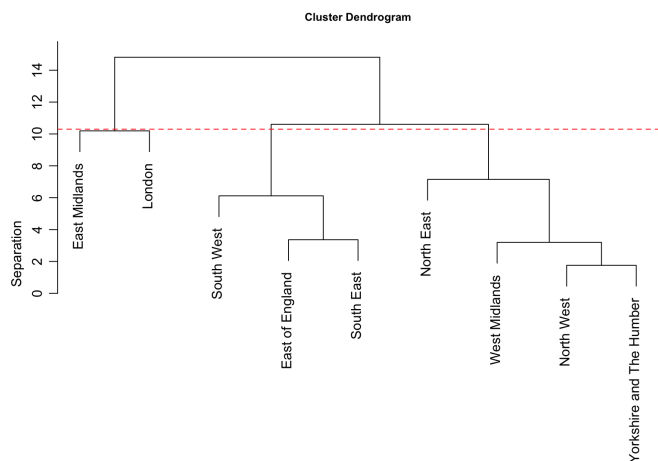 Cluster Dendrogram
Separation
0
2
4
6
8
10
12
14
East Midlands
London
South West
East of England
South East
North East
West Midlands
North West
Yorkshire and The Humber